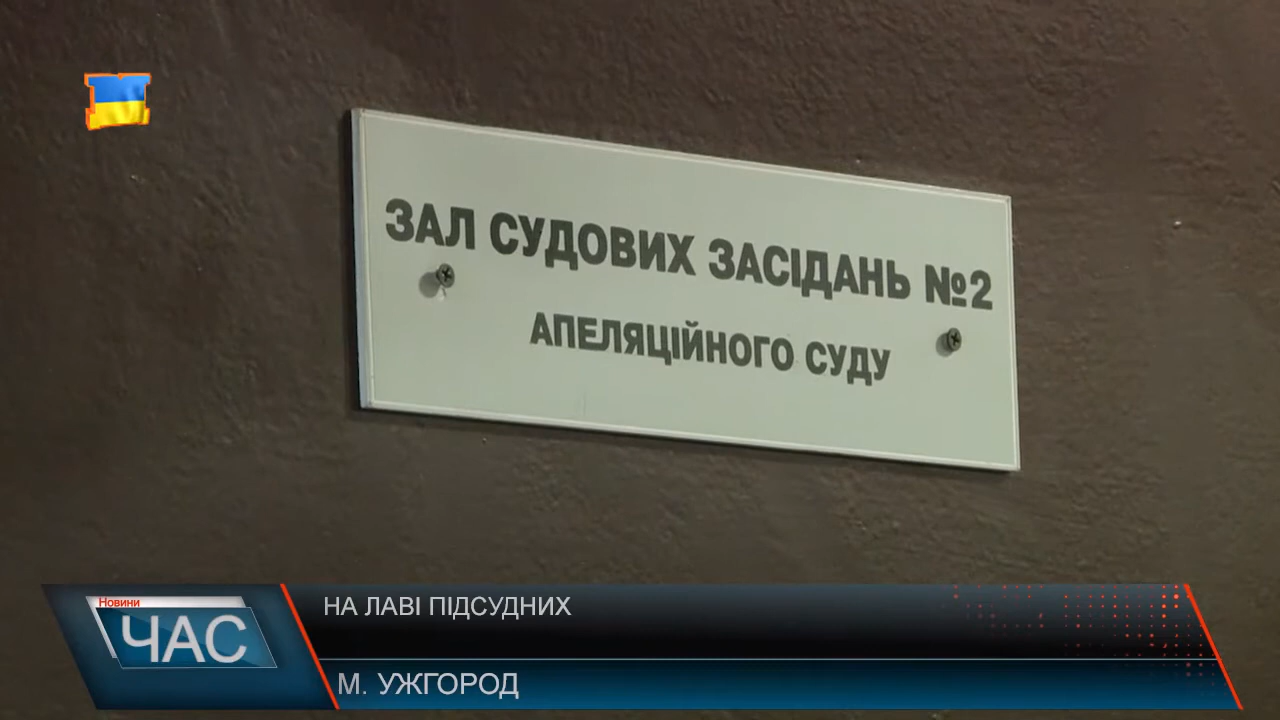 ЗАЛ СУДОВИХ ЗАСІДАНЬ №2
АПЕЛЯЦІЙНОГО СУДУ
Новини
ЧАС
НА ЛАВІ ПІДСУДНИХ
М. УЖГОРОД